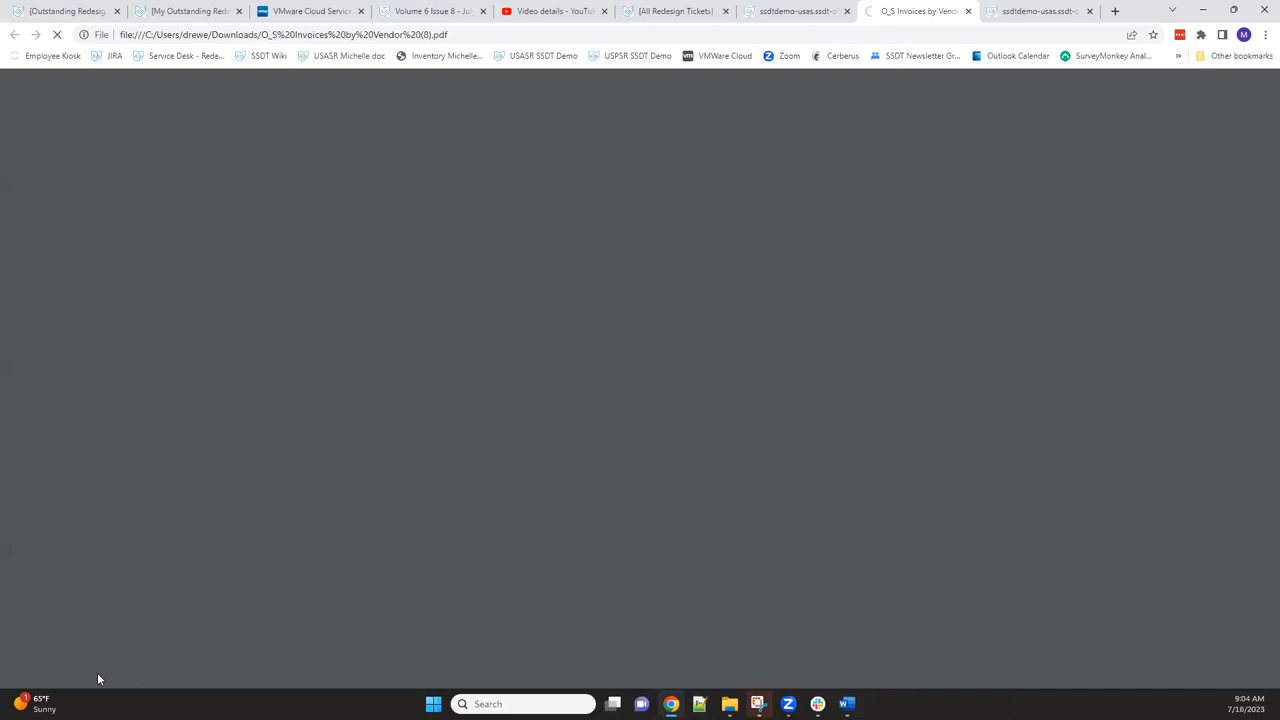 [Outstanding Redesig
[My Outstanding Redi
VMware Cloud Service
Volume 6 Issue 8 - Jul
Video details - YouTu
[All Redesign Tickets]
ssdtdemo-usas.ssdt-o
O_S Invoices by Vendo
ssdtdemo-usas.ssdt-o
File
file:///C:/Users/drewe/Downloads/O_S%20Invoices%20by%20Vendor%20(8).pdf
M
Employee Kiosk
JIRA
Service Desk - Rede...
SSDT Wiki
USASR Michelle doc
Inventory Michelle...
USASR SSDT Demo
USPSR SSDT Demo
VMWare Cloud
Zoom
Cerberus
SSDT Newsletter Gr...
Outlook Calendar
SurveyMonkey Anal...
»
Other bookmarks
1
65°F
Sunny
Search
9:04 AM
7/18/2023